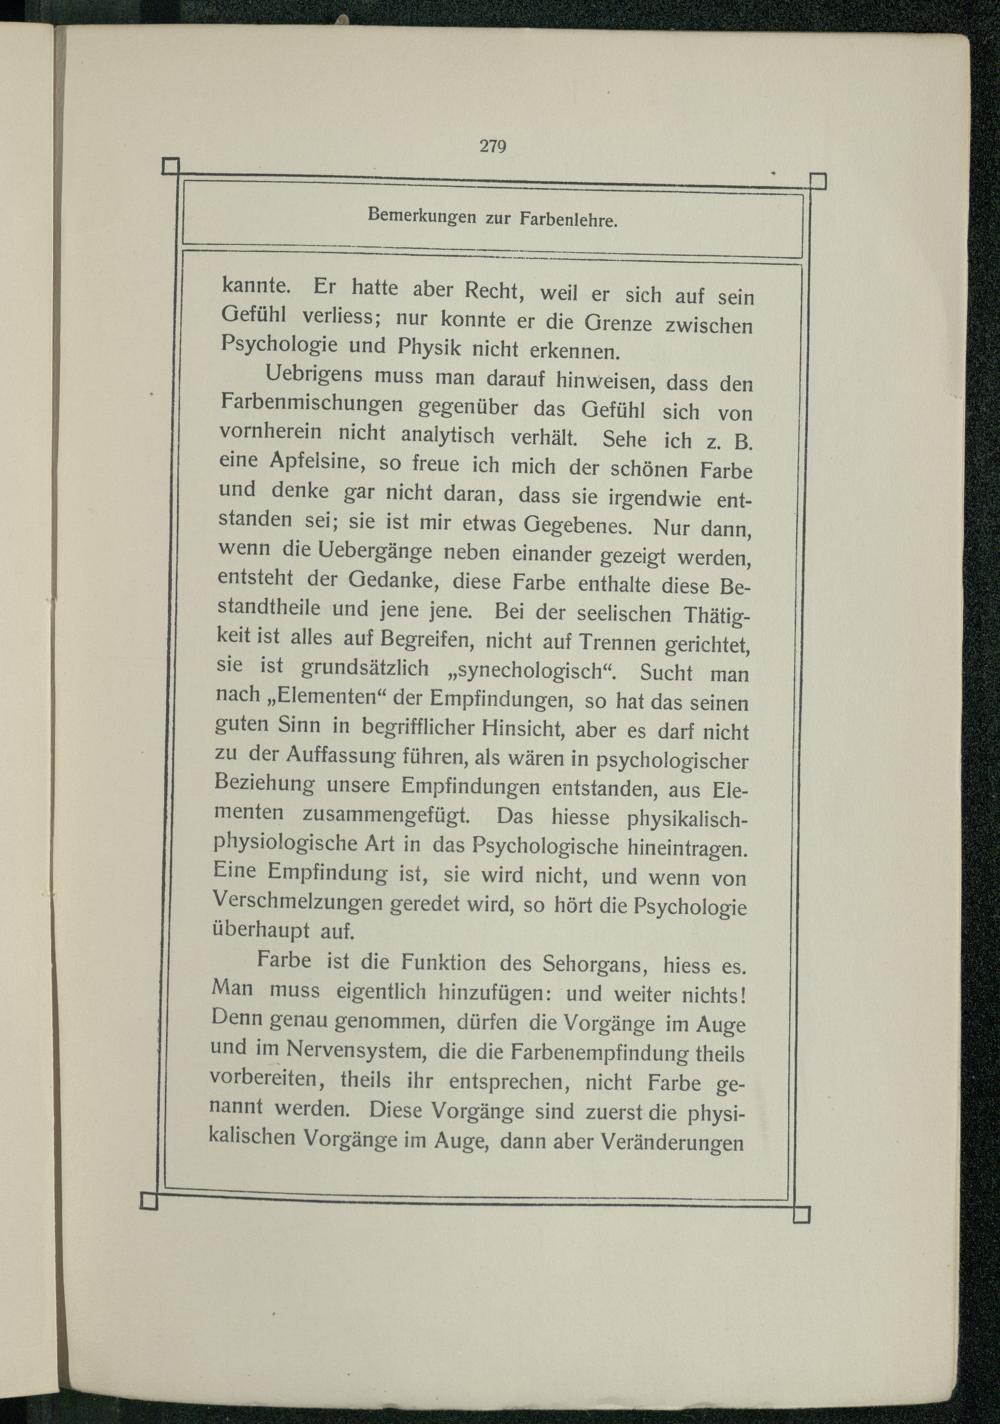 279
Bemerkungen zur Farbenlehre.
kannte. Er hatte aber Recht, weil er sich auf sein
Gefühl verliess; nur konnte er die Grenze zwischen
Psychologie und Physik nicht erkennen.
Uebrigens muss man darauf hinweisen, dass den
Farbenmischungen gegenüber das Gefühl sich von
vornherein nicht analytisch verhält. Sehe ich z. B.
eine Apfelsine, so freue ich mich der schönen Farbe
und denke gar nicht daran, dass sie irgendwie ent-
standen sei; sie ist mir etwas Gegebenes. Nur dann,
wenn die Uebergänge neben einander gezeigt werden,
entsteht der Gedanke, diese Farbe enthalte diese Be-
standtheile und jene jene. Bei der seelischen Thätig-
keit ist alles auf Begreifen, nicht auf Trennen gerichtet,
sie ist grundsätzlich „synechologisch“. Sucht man
nach „Elementen“ der Empfindungen, so hat das seinen
guten Sinn in begrifflicher Hinsicht, aber es darf nicht
zu der Auffassung führen, als wären in psychologischer
Beziehung unsere Empfindungen entstanden, aus Ele-
menten zusammengefügt. Das hiesse physikalisch-
physiologische Art in das Psychologische hineintragen.
Eine Empfindung ist, sie wird nicht, und wenn von
Verschmelzungen geredet wird, so hört die Psychologie
überhaupt auf.
Farbe ist die Funktion des Sehorgans, hiess es.
Man muss eigentlich hinzufügen: und weiter nichts!
Denn genau genommen, dürfen die Vorgänge im Auge
und im Nervensystem, die die Farbenempfindung theils
vorbereiten, theils ihr entsprechen, nicht Farbe ge-
nannt werden. Diese Vorgänge sind zuerst die physi-
kalischen Vorgänge im Auge, dann aber Veränderungen